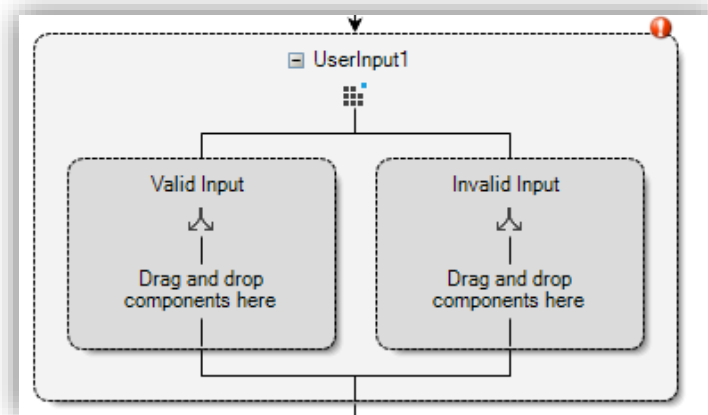 UserInput1
Valid Input
Invalid Input
Drag and drop
components here
Drag and drop
components here